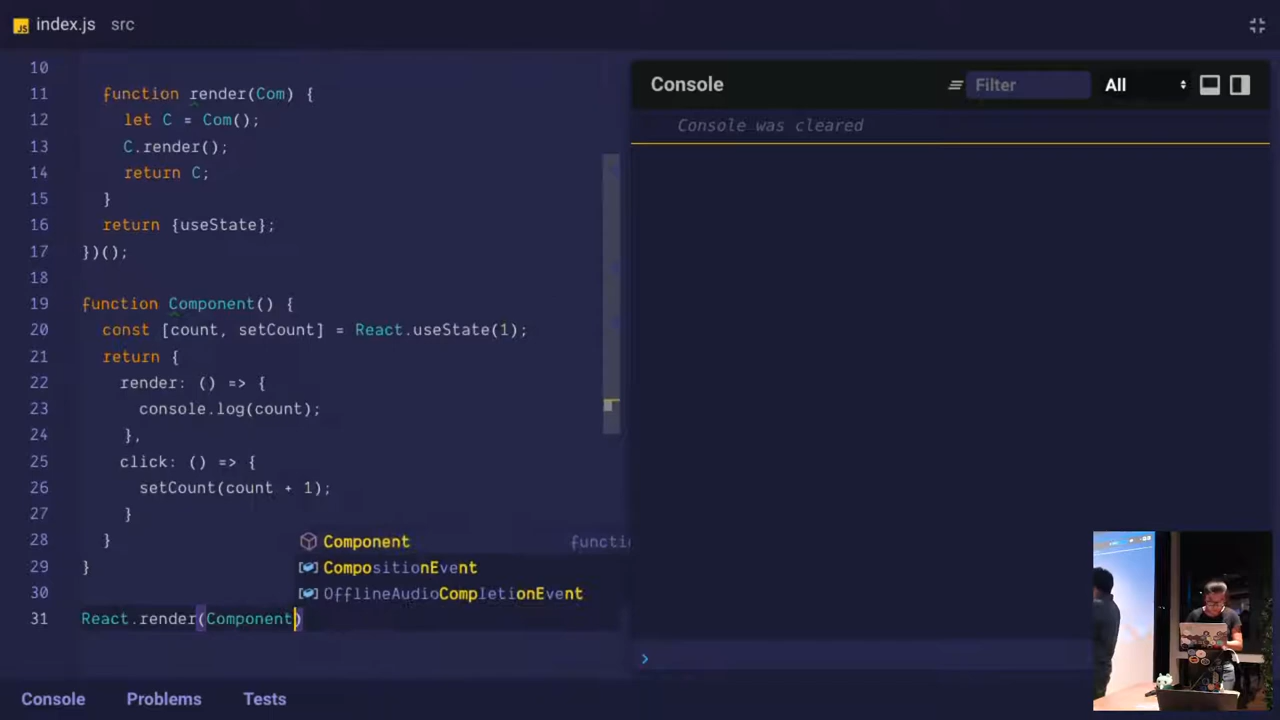 JS index.js src
10
11 function render(Com) {
12 let C = Com();
13 C.render();
14 return C;
15 }
16 return {useState};
17 })();
18
19 function Component() {
20 const [count, setCount] = React.useState(1);
21 return {
22 render: () => {
23 console.log(count);
24 },
25 click: () => {
26 setCount(count + 1);
27 }
28 }
29 }
30
31 React.render(Component)
Component functi
CompositionEvent
OfflineAudioCompletionEvent
Console Filter All
Console was cleared
Console Problems Tests